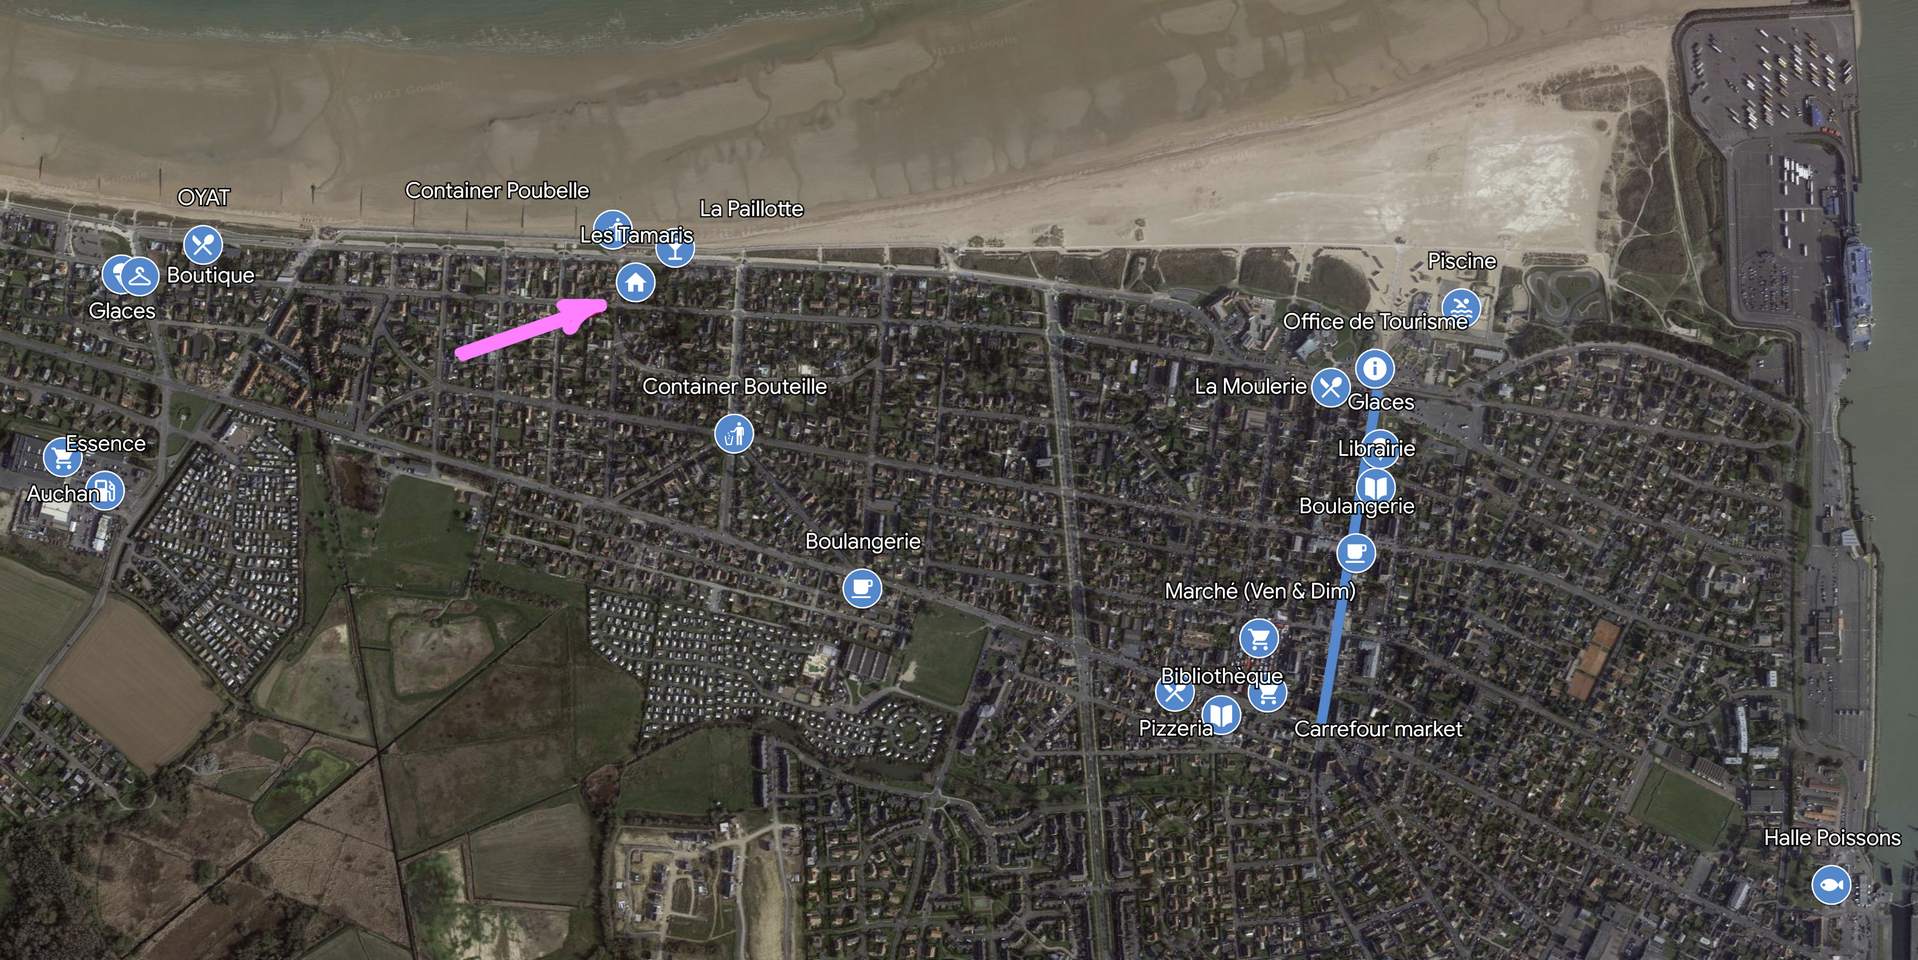 OYAT
Container Poubelle
La Paillotte
Les Tamaris
Boutique
Glaces
Piscine
Office de Tourisme
La Moulerie
Glaces
Container Bouteille
Essence
Auchan
Librairie
Boulangerie
Boulangerie
Marché (Ven & Dim)
Bibliothèque
Pizzeria
Carrefour market
Halle Poissons